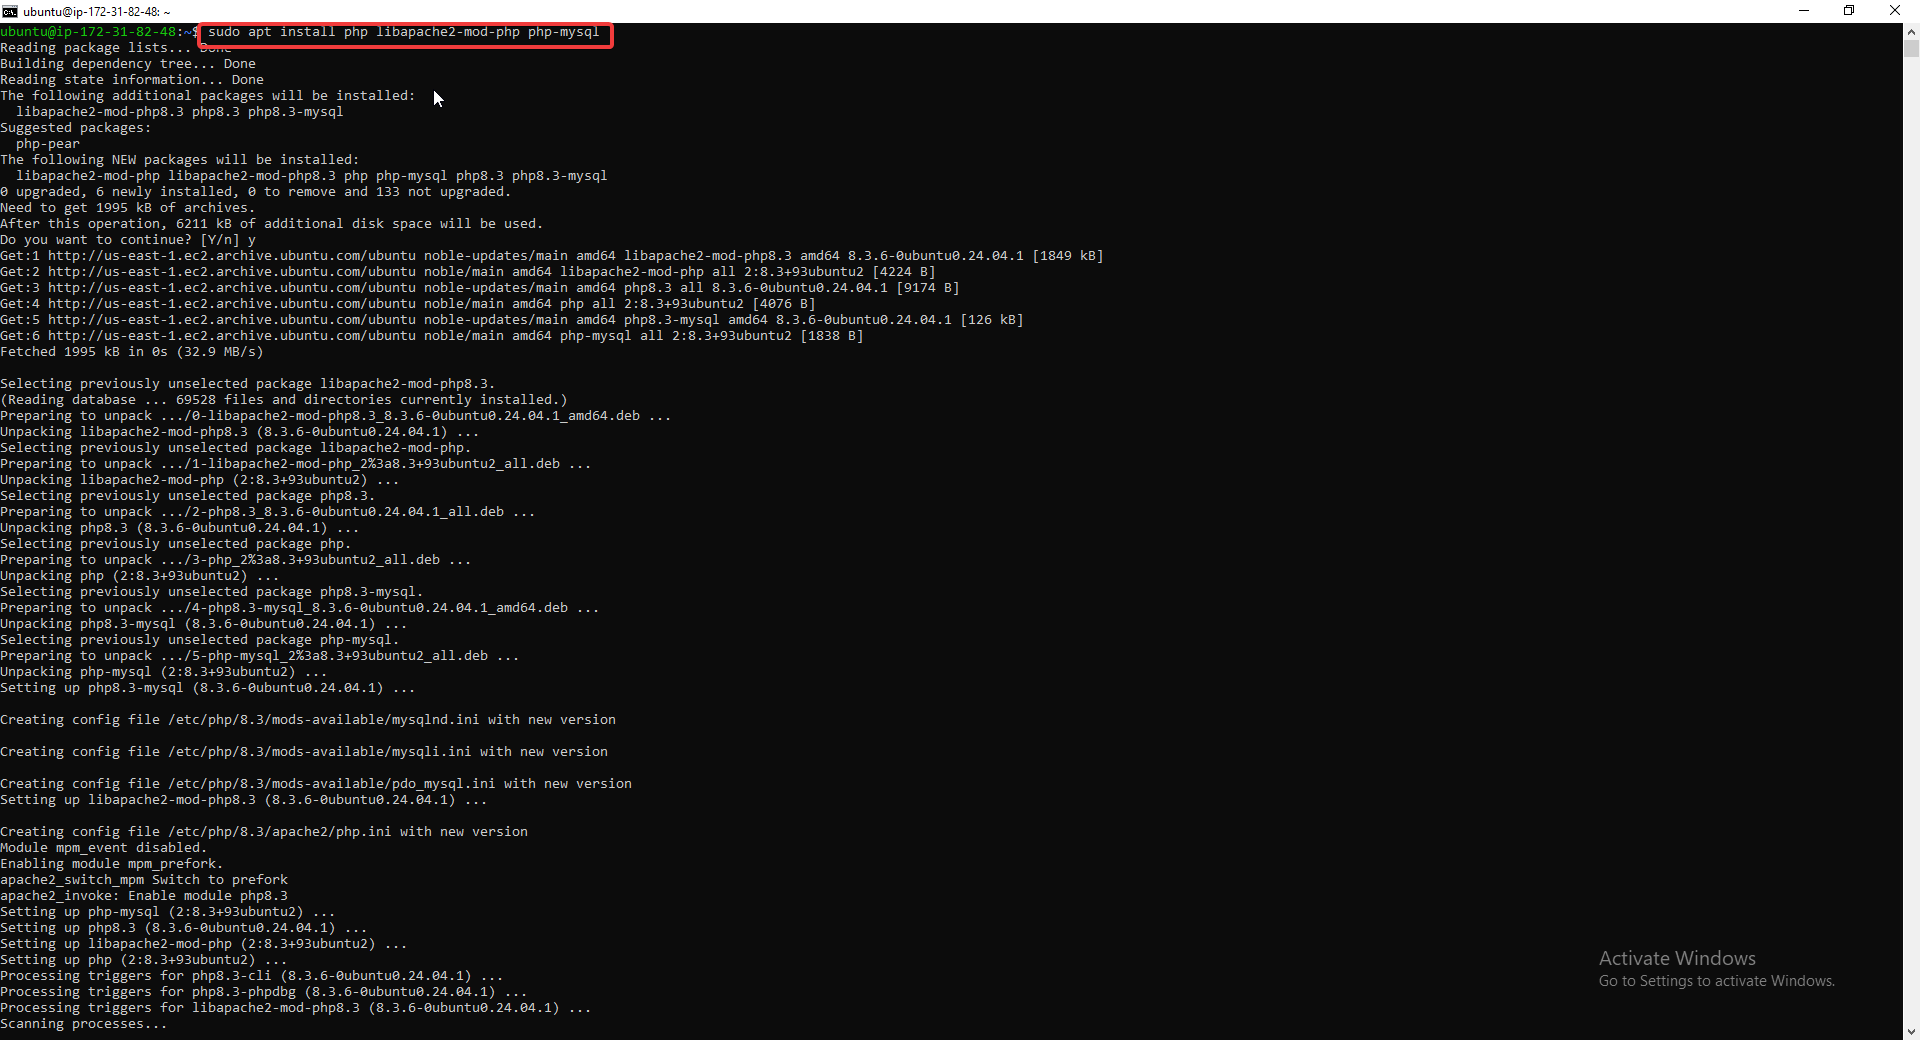 ubuntu@ip-172-31-82-48: ~
ubuntu@ip-172-31-82-48:~$ sudo apt install php libapache2-mod-php php-mysql
Reading package lists... Done
Building dependency tree... Done
Reading state information... Done
The following additional packages will be installed:
  libapache2-mod-php8.3 php8.3 php8.3-mysql
Suggested packages:
  php-pear
The following NEW packages will be installed:
  libapache2-mod-php libapache2-mod-php8.3 php php-mysql php8.3 php8.3-mysql
0 upgraded, 6 newly installed, 0 to remove and 133 not upgraded.
Need to get 1995 kB of archives.
After this operation, 6211 kB of additional disk space will be used.
Do you want to continue? [Y/n] y
Get:1 http://us-east-1.ec2.archive.ubuntu.com/ubuntu noble-updates/main amd64 libapache2-mod-php8.3 amd64 8.3.6-0ubuntu0.24.04.1 [1849 kB]
Get:2 http://us-east-1.ec2.archive.ubuntu.com/ubuntu noble/main amd64 libapache2-mod-php all 2:8.3+93ubuntu2 [4224 B]
Get:3 http://us-east-1.ec2.archive.ubuntu.com/ubuntu noble-updates/main amd64 php8.3 all 8.3.6-0ubuntu0.24.04.1 [9174 B]
Get:4 http://us-east-1.ec2.archive.ubuntu.com/ubuntu noble/main amd64 php all 2:8.3+93ubuntu2 [4076 B]
Get:5 http://us-east-1.ec2.archive.ubuntu.com/ubuntu noble-updates/main amd64 php8.3-mysql amd64 8.3.6-0ubuntu0.24.04.1 [126 kB]
Get:6 http://us-east-1.ec2.archive.ubuntu.com/ubuntu noble/main amd64 php-mysql all 2:8.3+93ubuntu2 [1838 B]
Fetched 1995 kB in 0s (32.9 MB/s)
Selecting previously unselected package libapache2-mod-php8.3.
(Reading database ... 69528 files and directories currently installed.)
Preparing to unpack .../0-libapache2-mod-php8.3_8.3.6-0ubuntu0.24.04.1_amd64.deb ...
Unpacking libapache2-mod-php8.3 (8.3.6-0ubuntu0.24.04.1) ...
Selecting previously unselected package libapache2-mod-php.
Preparing to unpack .../1-libapache2-mod-php_2%3a8.3+93ubuntu2_all.deb ...
Unpacking libapache2-mod-php (2:8.3+93ubuntu2) ...
Selecting previously unselected package php8.3.
Preparing to unpack .../2-php8.3_8.3.6-0ubuntu0.24.04.1_all.deb ...
Unpacking php8.3 (8.3.6-0ubuntu0.24.04.1) ...
Selecting previously unselected package php.
Preparing to unpack .../3-php_2%3a8.3+93ubuntu2_all.deb ...
Unpacking php (2:8.3+93ubuntu2) ...
Selecting previously unselected package php8.3-mysql.
Preparing to unpack .../4-php8.3-mysql_8.3.6-0ubuntu0.24.04.1_amd64.deb ...
Unpacking php8.3-mysql (8.3.6-0ubuntu0.24.04.1) ...
Selecting previously unselected package php-mysql.
Preparing to unpack .../5-php-mysql_2%3a8.3+93ubuntu2_all.deb ...
Unpacking php-mysql (2:8.3+93ubuntu2) ...
Setting up php8.3-mysql (8.3.6-0ubuntu0.24.04.1) ...
Creating config file /etc/php/8.3/mods-available/mysqlnd.ini with new version
Creating config file /etc/php/8.3/mods-available/mysqli.ini with new version
Creating config file /etc/php/8.3/mods-available/pdo_mysql.ini with new version
Setting up libapache2-mod-php8.3 (8.3.6-0ubuntu0.24.04.1) ...
Creating config file /etc/php/8.3/apache2/php.ini with new version
Module mpm_event disabled.
Enabling module mpm_prefork.
apache2_switch_mpm Switch to prefork
apache2_invoke: Enable module php8.3
Setting up php-mysql (2:8.3+93ubuntu2) ...
Setting up php8.3 (8.3.6-0ubuntu0.24.04.1) ...
Setting up libapache2-mod-php (2:8.3+93ubuntu2) ...
Setting up php (2:8.3+93ubuntu2) ...
Processing triggers for php8.3-cli (8.3.6-0ubuntu0.24.04.1) ...
Processing triggers for php8.3-phpdbg (8.3.6-0ubuntu0.24.04.1) ...
Processing triggers for libapache2-mod-php8.3 (8.3.6-0ubuntu0.24.04.1) ...
Scanning processes...
Activate Windows
Go to Settings to activate Windows.